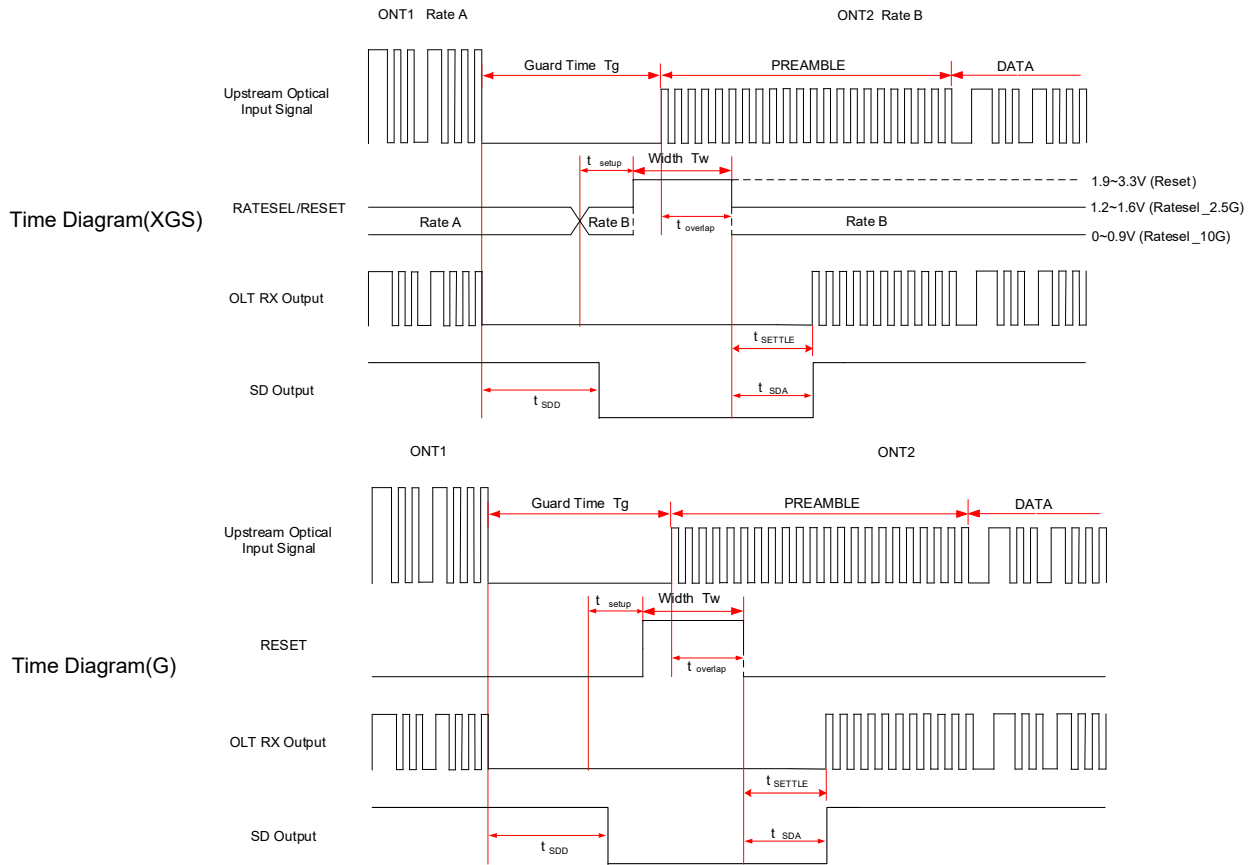 ONT1 Rate A
ONT2 Rate B
Guard Time Tg
PREAMBLE
DATA
Upstream Optical
Input Signal
t setup
Width Tw
1.9~3.3V (Reset)
Time Diagram(XGS)
RATESEL/RESET
1.2~1.6V (Ratesel _2.5G)
Rate A
Rate B
t overlap
Rate B
0~0.9V (Ratesel _10G)
OLT RX Output
t SETTLE
SD Output
t SDD
t SDA
ONT1
ONT2
Guard Time Tg
PREAMBLE
DATA
Upstream Optical
Input Signal
t setup
Width Tw
RESET
Time Diagram(G)
t overlap
OLT RX Output
t SETTLE
SD Output
t SDD
t SDA